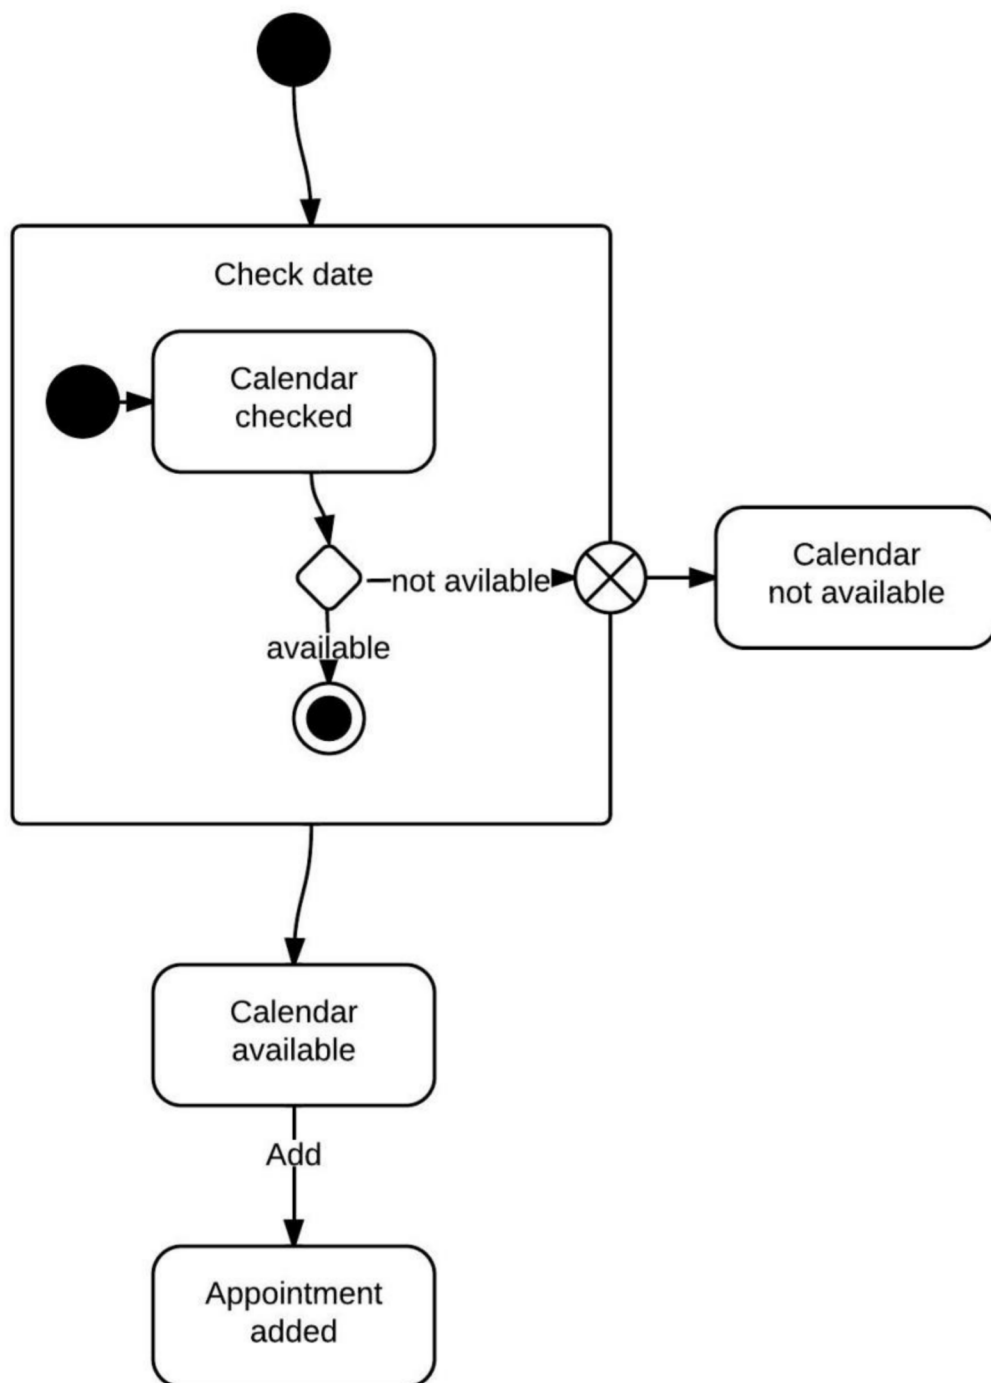 Check date
Calendar
checked
not avilable
Calendar
not available
available
Calendar
available
Add
Appointment
added